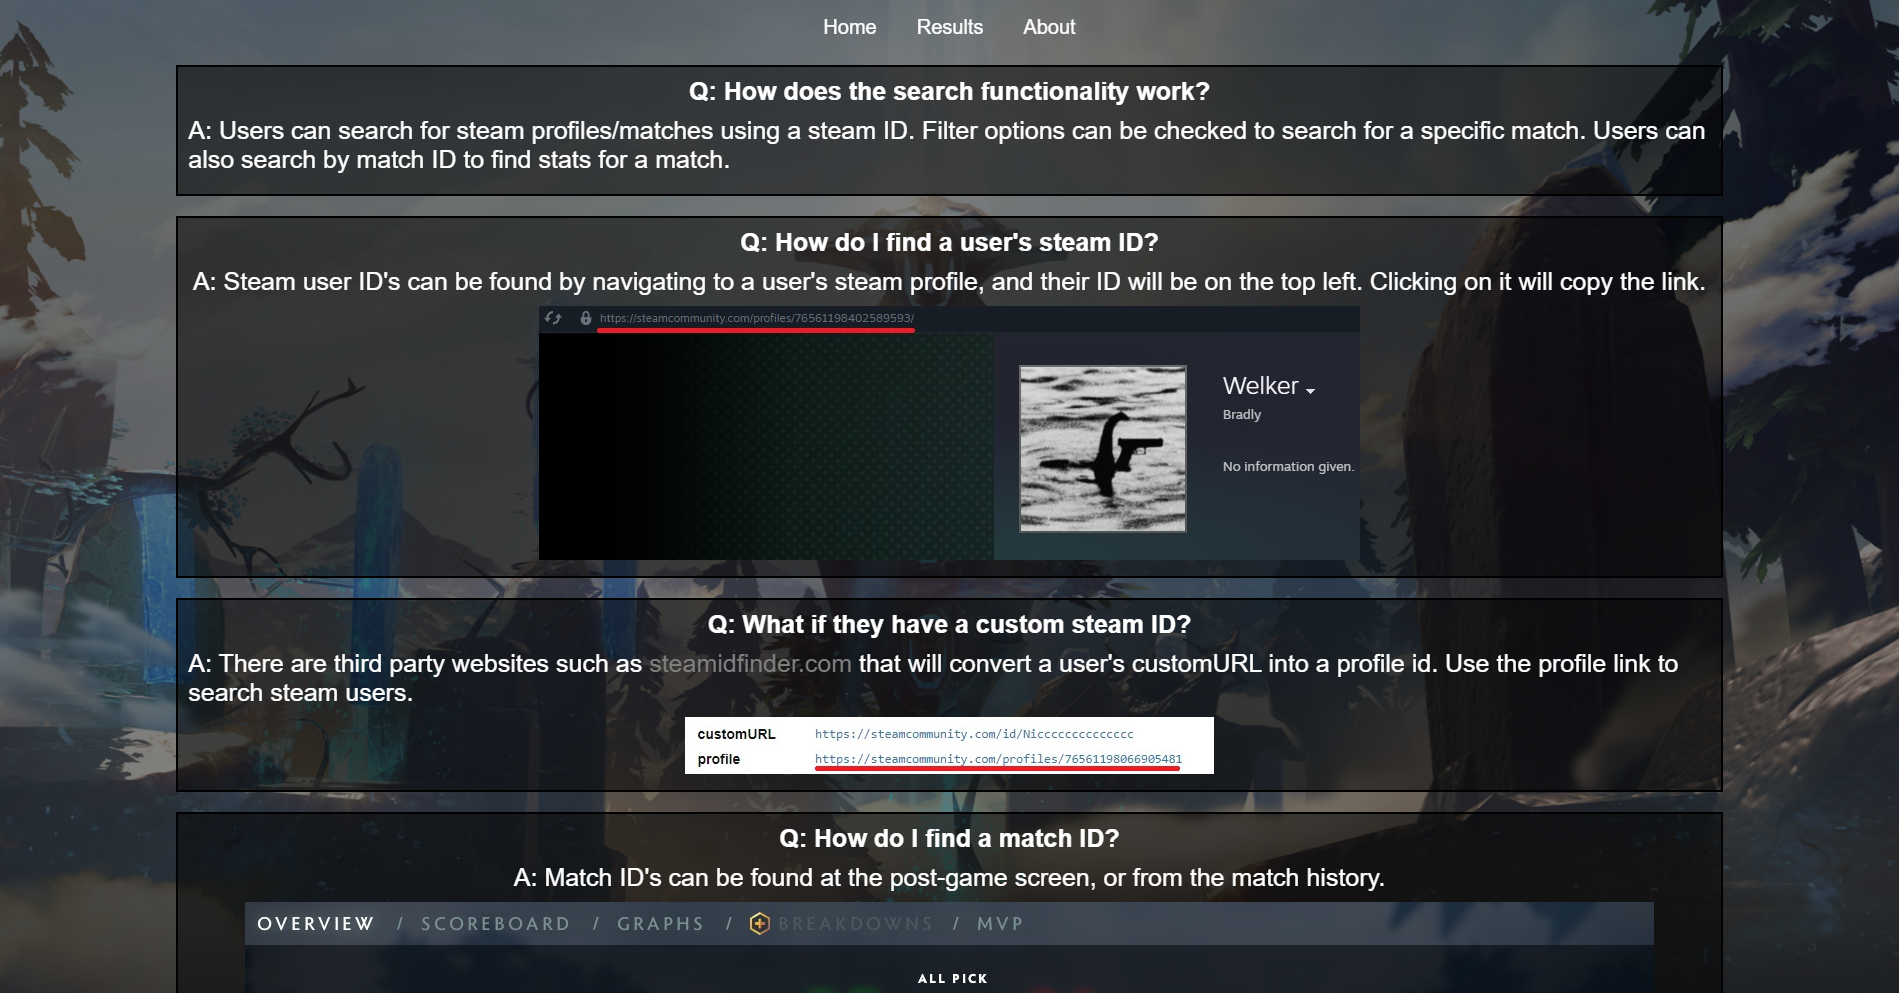 Home Results About
Q: How does the search functionality work?
A: Users can search for steam profiles/matches using a steam ID. Filter options can be checked to search for a specific match. Users can
also search by match ID to find stats for a match.
Q: How do I find a user's steam ID?
A: Steam user ID's can be found by navigating to a user's steam profile, and their ID will be on the top left. Clicking on it will copy the link.
https://steamcommunity.com/profiles/76561198402589593/
Welker
Bradly
No information given.
Q: What if they have a custom steam ID?
A: There are third party websites such as steamidfinder.com that will convert a user's customURL into a profile id. Use the profile link to
search steam users.
customURL https://steamcommunity.com/id/Niccccccccccccccc
profile https://steamcommunity.com/profiles/76561198066905481
Q: How do I find a match ID?
A: Match ID's can be found at the post-game screen, or from the match history.
OVERVIEW / SCOREBOARD / GRAPHS / BREAKDOWNS / MVP
ALL PICK